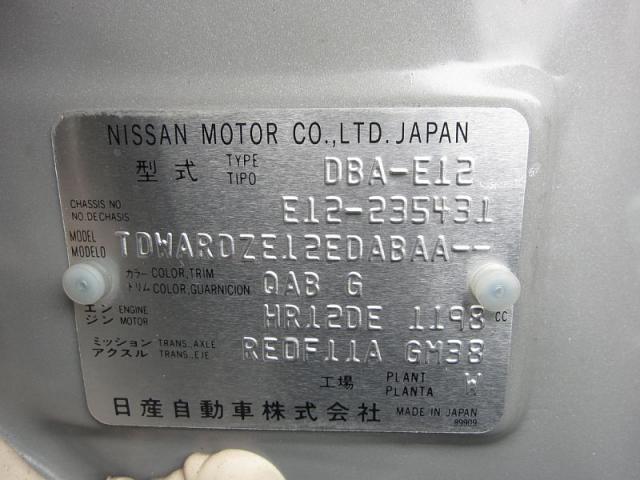 NISSAN MOTOR CO.,LTD. JAPAN
型式 TYPE TIPO DBA-E12
CHASSIS NO NO.DECHASIS E12-235431
MODEL MODELO TDWARDZE12EDABAA--
カラー COLOR,TRIM
トリム COLOR,GUARNICION QAB G
エンジン ENGINE MOTOR HR12DE 1198 CC
ミッション TRANS.,AXLE
アクスル TRANS.,EJE RE0F11A GM38
工場 PLANT PLANTA W
日産自動車株式会社 MADE IN JAPAN
89909